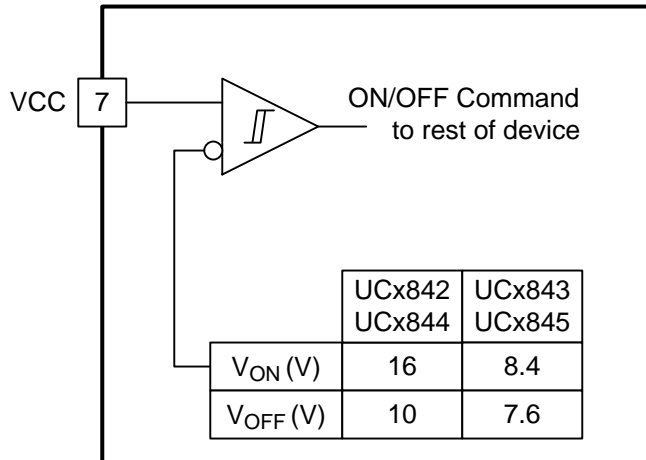 VCC 7
ON/OFF Command
to rest of device
UCx842 UCx843
UCx844 UCx845
VON (V) 16 8.4
VOFF (V) 10 7.6